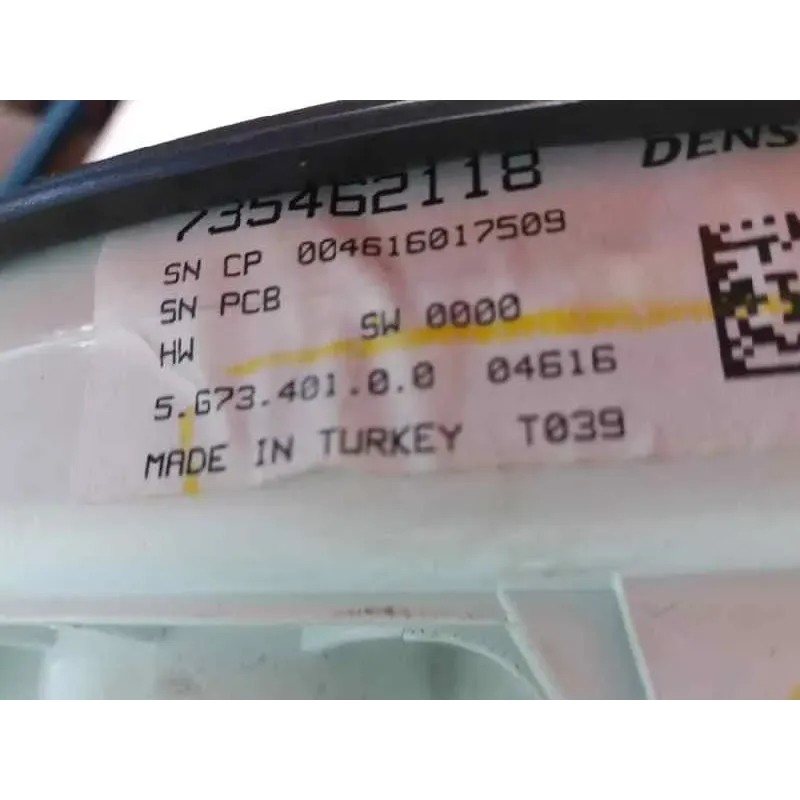 DENS
735462118
SN CP 004616017509
SN PCB
HW SW 0000
5.G73.401.0.0 04616
MADE IN TURKEY T039